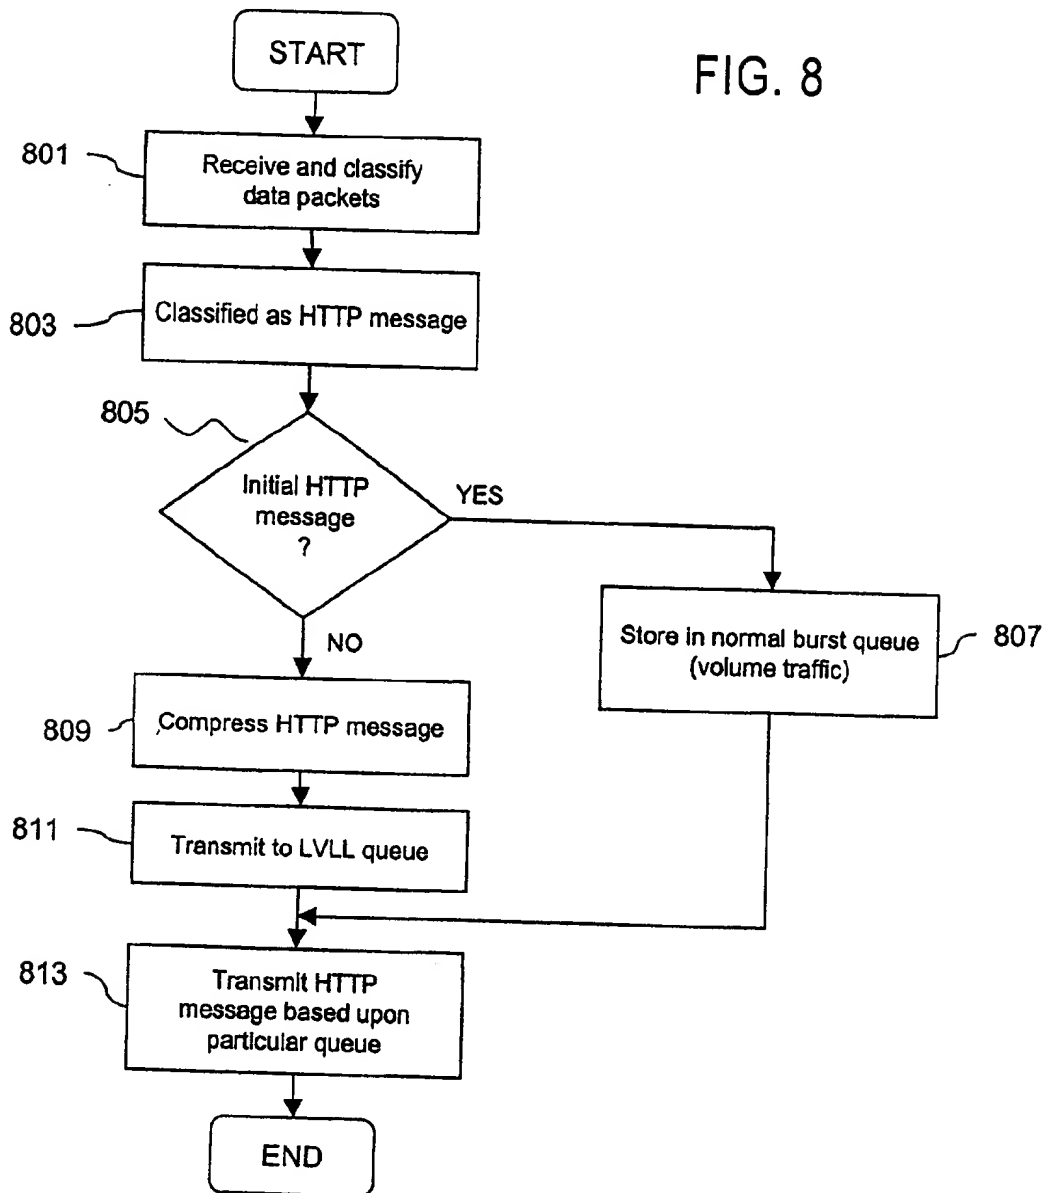 START
FIG. 8
801
Receive and classify
data packets
803
Classified as HTTP message
805
Initial HTTP
message
?
YES
NO
Store in normal burst queue
(volume traffic)
807
809
Compress HTTP message
811
Transmit to LVLL queue
813
Transmit HTTP
message based upon
particular queue
END